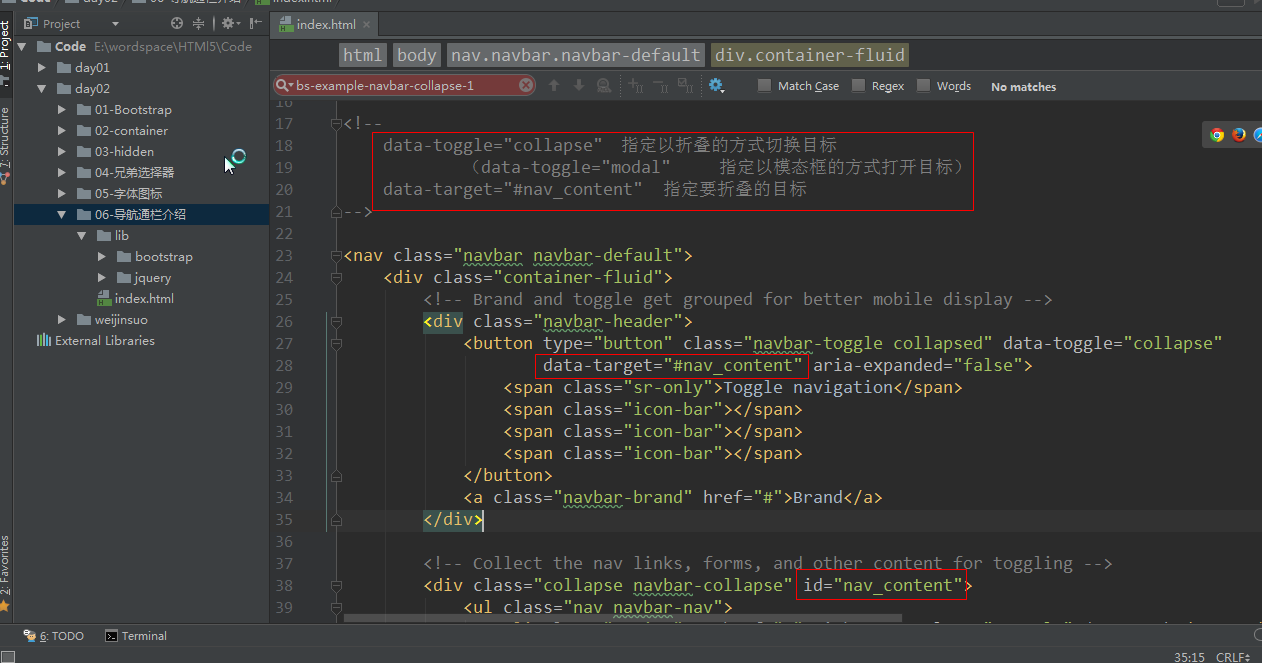 Project
index.html
html body nav.navbar.navbar-default div.container-fluid
bs-example-navbar-collapse-1
Match Case
Regex
Words
No matches
1: Project
7: Structure
2: Favorites
Code E:\wordspace\HTMl5\Code
day01
day02
01-Bootstrap
02-container
03-hidden
04-兄弟选择器
05-字体图标
06-导航通栏介绍
lib
bootstrap
jquery
index.html
weijinsuo
External Libraries
16
17 <!--
18 data-toggle="collapse" 指定以折叠的方式切换目标
19 （data-toggle="modal" 指定以模态框的方式打开目标）
20 data-target="#nav_content" 指定要折叠的目标
21 -->
22
23 <nav class="navbar navbar-default">
24 <div class="container-fluid">
25 <!-- Brand and toggle get grouped for better mobile display -->
26 <div class="navbar-header">
27 <button type="button" class="navbar-toggle collapsed" data-toggle="collapse"
28 data-target="#nav_content" aria-expanded="false">
29 <span class="sr-only">Toggle navigation</span>
30 <span class="icon-bar"></span>
31 <span class="icon-bar"></span>
32 <span class="icon-bar"></span>
33 </button>
34 <a class="navbar-brand" href="#">Brand</a>
35 </div>
36
37 <!-- Collect the nav links, forms, and other content for toggling -->
38 <div class="collapse navbar-collapse" id="nav_content">
39 <ul class="nav navbar-nav">
6: TODO
Terminal
35:15 CRLF